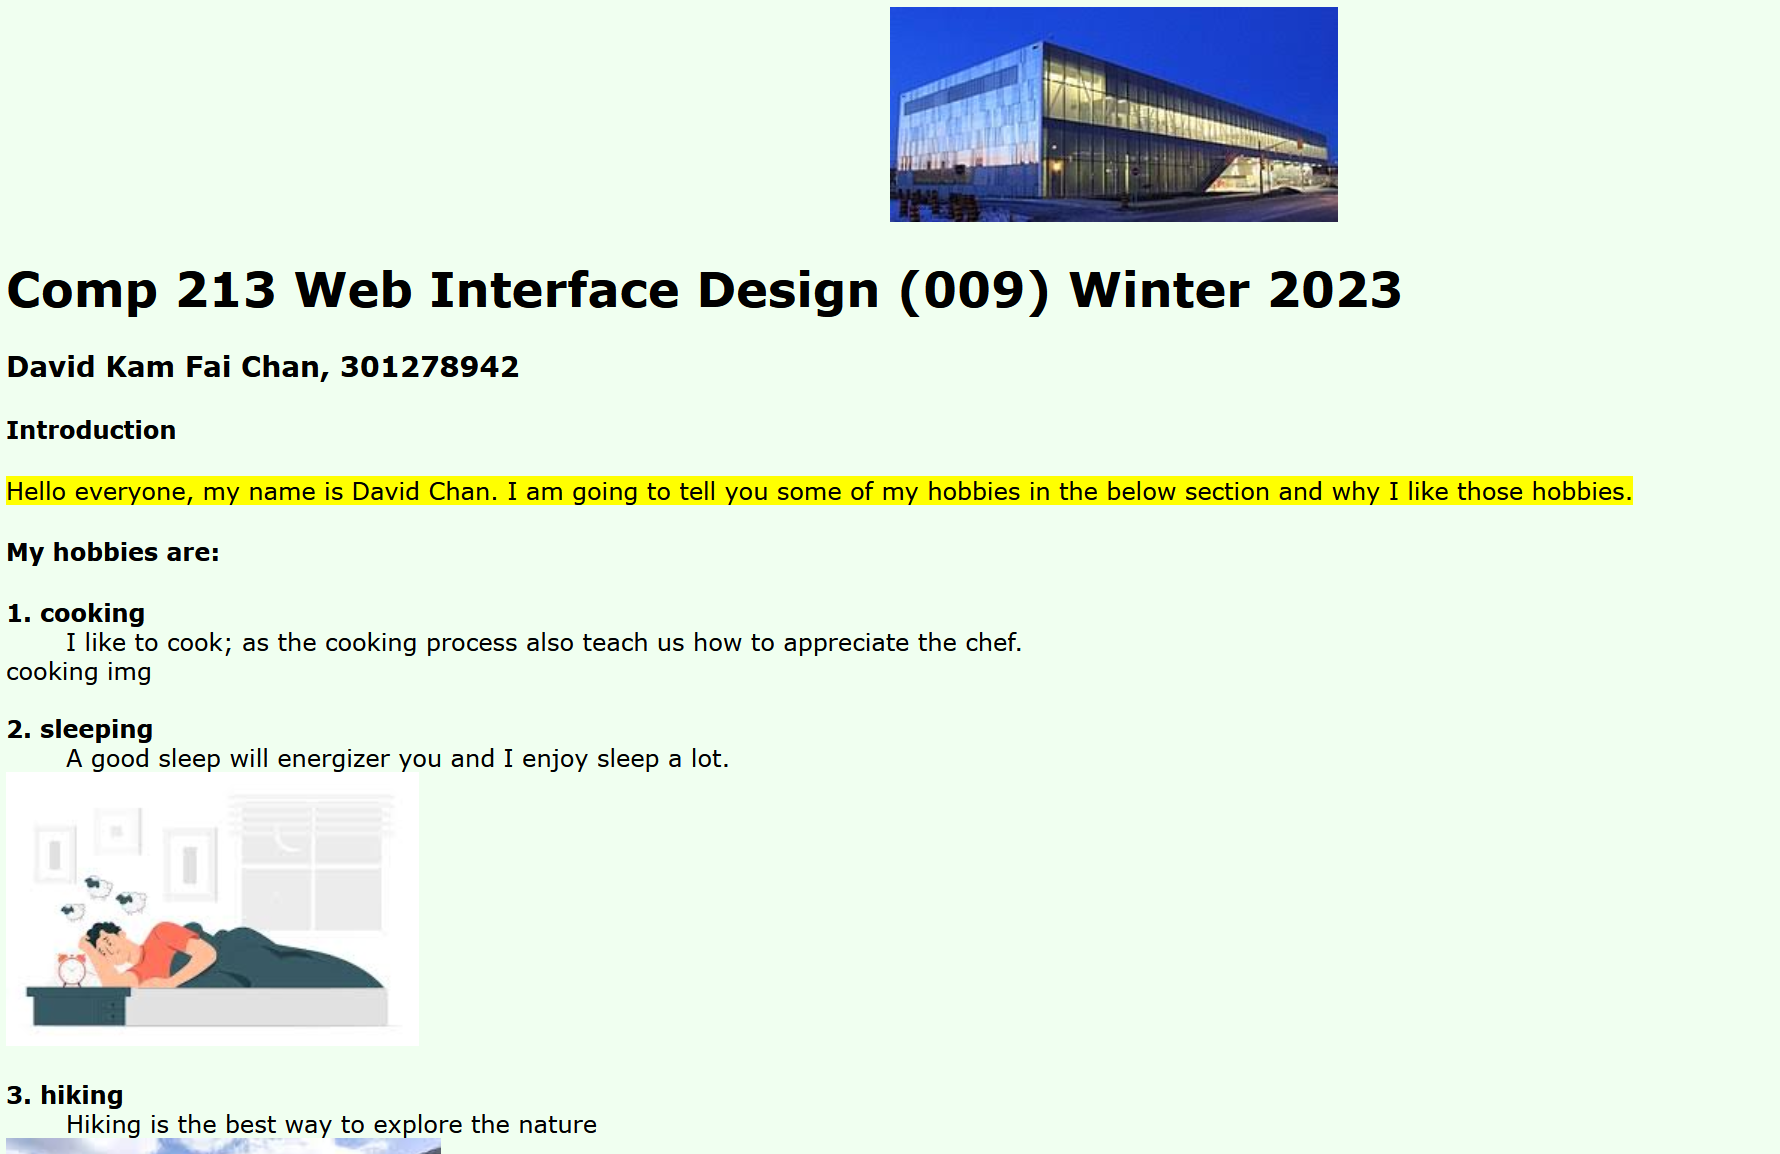 Comp 213 Web Interface Design (009) Winter 2023
David Kam Fai Chan, 301278942
Introduction
Hello everyone, my name is David Chan. I am going to tell you some of my hobbies in the below section and why I like those hobbies.
My hobbies are:
1. cooking
I like to cook; as the cooking process also teach us how to appreciate the chef.
cooking img
2. sleeping
A good sleep will energizer you and I enjoy sleep a lot.
3. hiking
Hiking is the best way to explore the nature